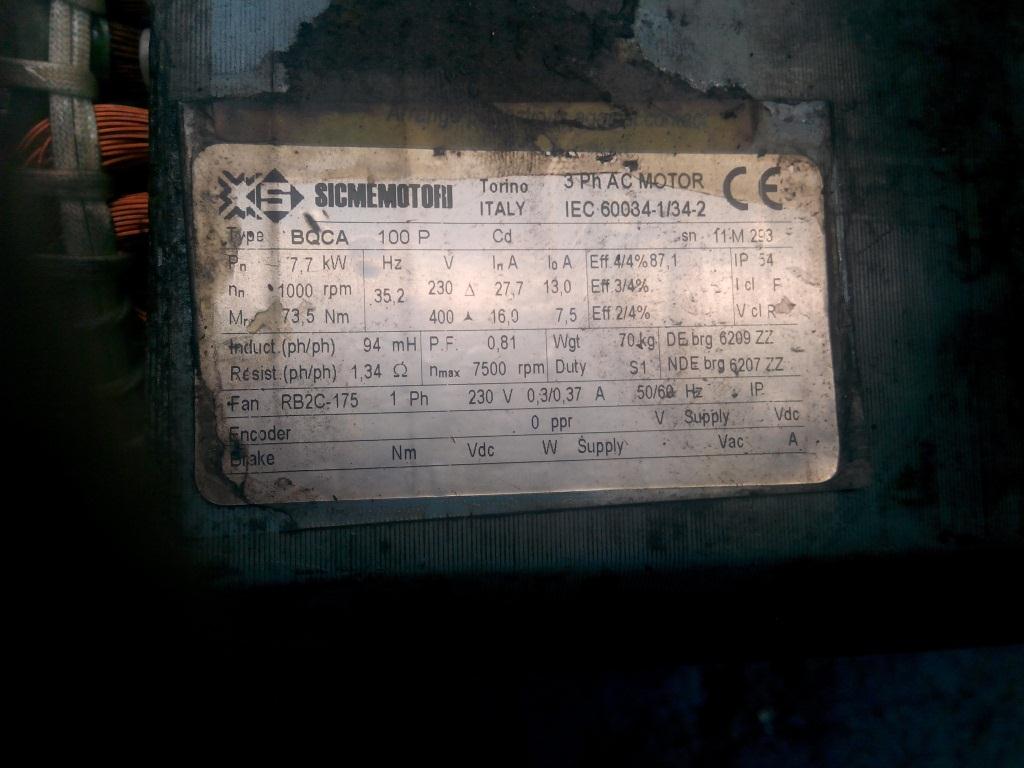 SICMEMOTORI Torino ITALY 3 Ph AC MOTOR IEC 60034-1/34-2 CE
Type BQCA 100 P Cd sn 11-M 293
Pn 7,7 kW Hz V In A Io A Eff.4/4% 87,1 IP 54
nn 1000 rpm 35,2 230 Δ 27,7 13,0 Eff.3/4% I cl F
73,5 Nm 400 16,0 7,5 Eff.2/4% V cl R
Induct.(ph/ph) 94 mH P.F. 0,81 Wgt 70 kg DE brg 6209 ZZ
Resist.(ph/ph) 1,34 Ω nmax 7500 rpm Duty S1 NDE brg 6207 ZZ
Fan RB2C-175 1 Ph 230 V 0,3/0,37 A 50/60 Hz IP
Encoder 0 ppr V Supply Vdc
Brake Nm Vdc W Supply Vac A